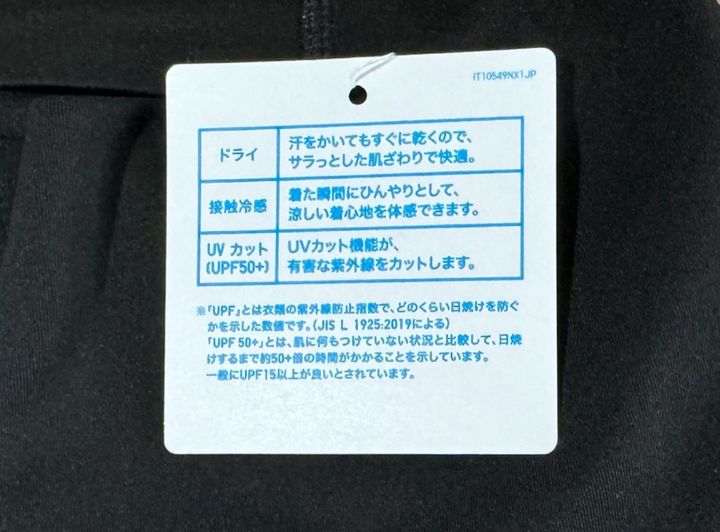 IT10549NX1JP
ドライ
汗をかいてもすぐに乾くので、
サラっとした肌ざわりで快適。
接触冷感
着た瞬間にひんやりとして、
涼しい着心地を体感できます。
UV カット
(UPF50+)
UVカット機能が、
有害な紫外線をカットします。
※「UPF」とは衣類の紫外線防止指数で、どのくらい日焼けを防ぐ
かを示した数値です。(JIS L 1925:2019による)
「UPF 50+」とは、肌に何もつけていない状況と比較して、日焼
けするまで約50+倍の時間がかかることを示しています。
一般にUPF15以上が良いとされています。